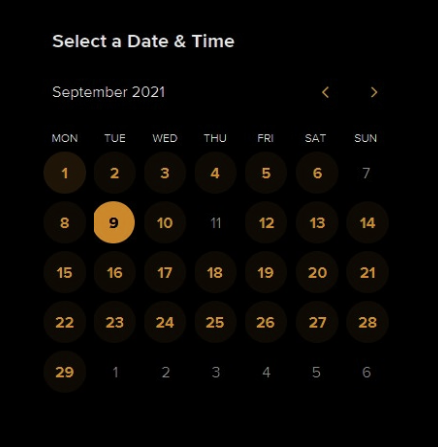 Select a Date & Time
September 2021
MON TUE WED THU FRI SAT SUN
1 2 3 4 5 6 7
8 9 10 11 12 13 14
15 16 17 18 19 20 21
22 23 24 25 26 27 28
29 1 2 3 4 5 6